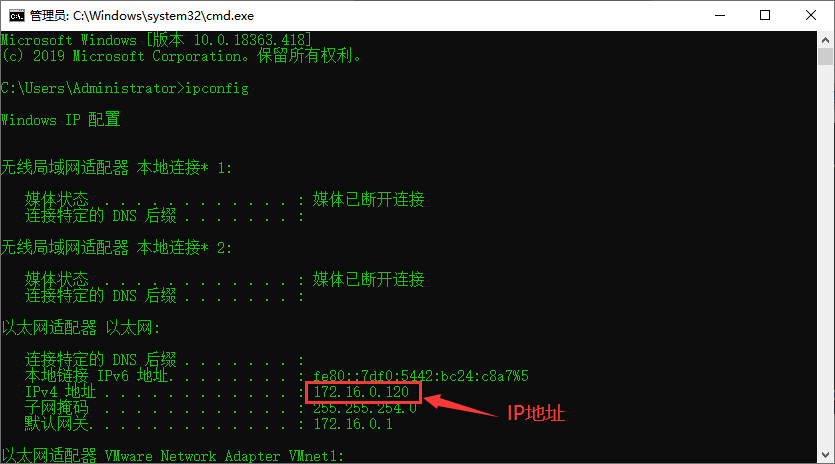 管理员: C:\Windows\system32\cmd.exe
Microsoft Windows [版本 10.0.18363.418]
(c) 2019 Microsoft Corporation。保留所有权利。
C:\Users\Administrator>ipconfig
Windows IP 配置
无线局域网适配器 本地连接* 1:
媒体状态 . . . . . . . . . . . . : 媒体已断开连接
连接特定的 DNS 后缀 . . . . . . . :
无线局域网适配器 本地连接* 2:
媒体状态 . . . . . . . . . . . . : 媒体已断开连接
连接特定的 DNS 后缀 . . . . . . . :
以太网适配器 以太网:
连接特定的 DNS 后缀 . . . . . . . :
本地链接 IPv6 地址. . . . . . . . : fe80::7df0:5442:bc24:c8a7%5
IPv4 地址 . . . . . . . . . . . . : 172.16.0.120
子网掩码 . . . . . . . . . . . . : 255.255.254.0
默认网关. . . . . . . . . . . . . : 172.16.0.1
IP地址
以太网适配器 VMware Network Adapter VMnet1: